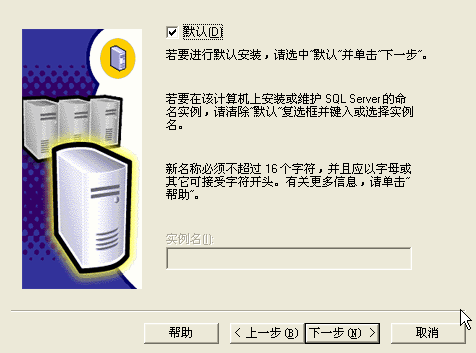 默认(D)
若要进行默认安装，请选中"默认"并单击"下一步"。
若要在该计算机上安装或维护 SQL Server 的命
名实例，请清除"默认"复选框并键入或选择实例
名。
新名称必须不超过 16 个字符，并且应以字母或
其它可接受字符开头。有关更多信息，请单击"
帮助"。
实例名(I):
帮助
< 上一步(B)
下一步(N) >
取消